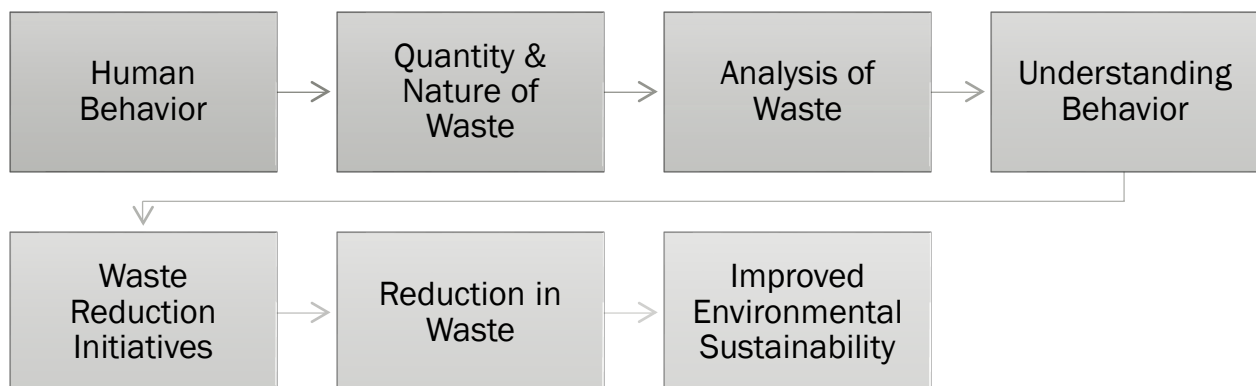 Human
Behavior
Quantity &
Nature of
Waste
Analysis of
Waste
Understanding
Behavior
Waste
Reduction
Initiatives
Reduction in
Waste
Improved
Environmental
Sustainability